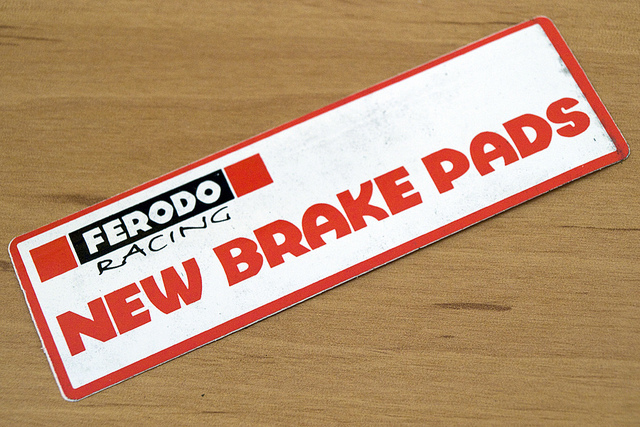 FERODO
RACING
NEW BRAKE PADS